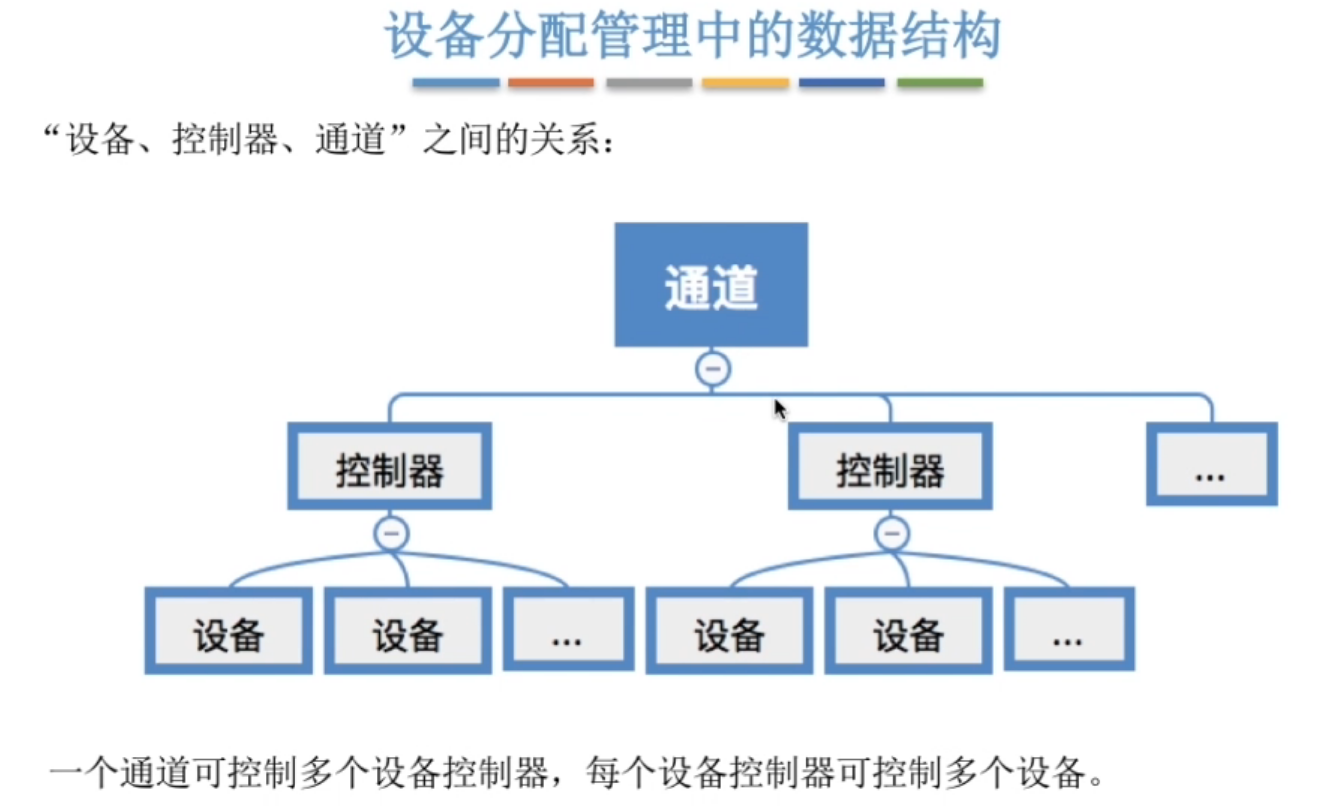 设备分配管理中的数据结构
“设备、控制器、通道”之间的关系：
通道
控制器
控制器
...
设备
设备
...
设备
设备
...
一个通道可控制多个设备控制器，每个设备控制器可控制多个设备。